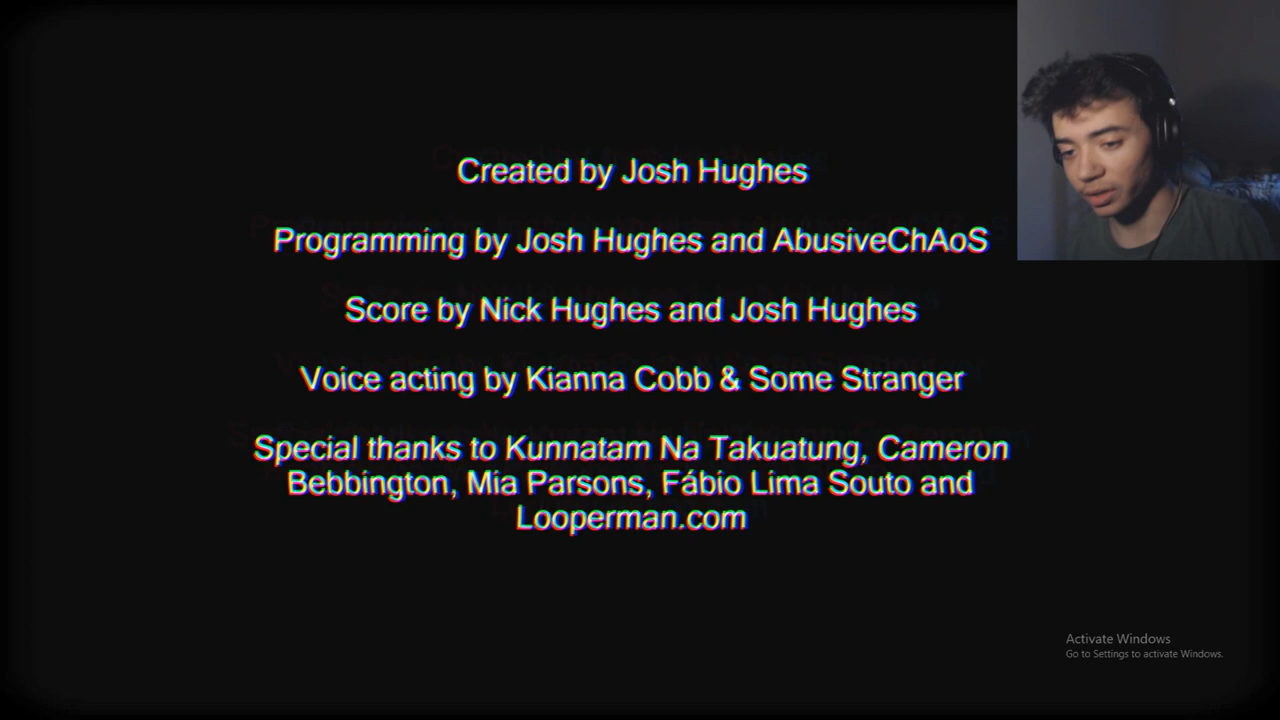 Created by Josh Hughes
Programming by Josh Hughes and AbusiveChAoS
Score by Nick Hughes and Josh Hughes
Voice acting by Kianna Cobb & Some Stranger
Special thanks to Kunnatam Na Takuatung, Cameron
Bebbington, Mia Parsons, Fábio Lima Souto and
Looperman.com
Activate Windows
Go to Settings to activate Windows.